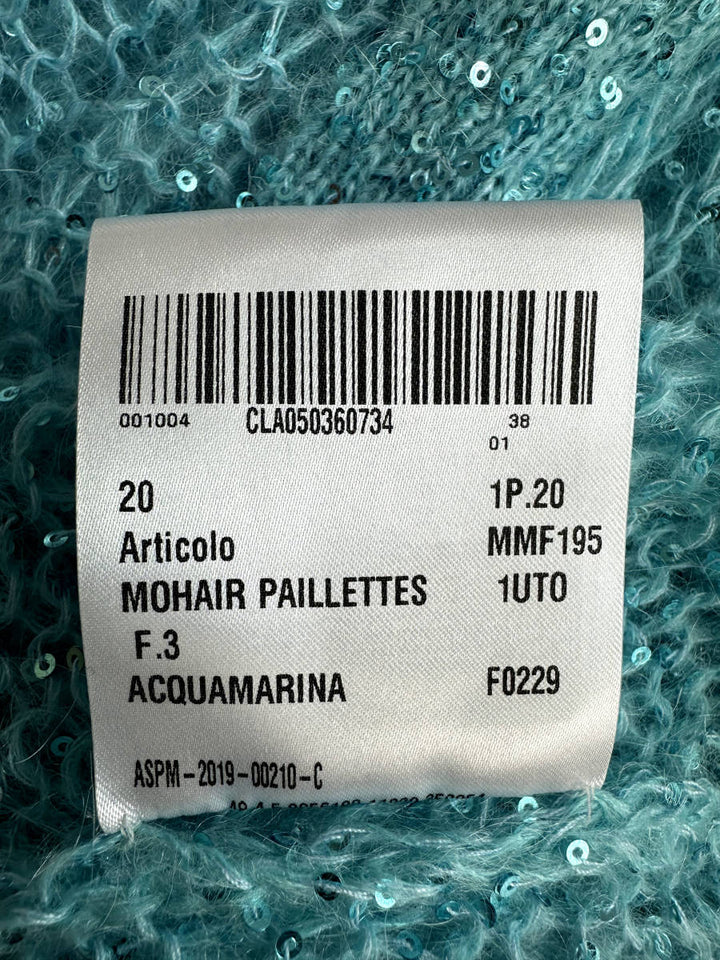 001004 CLA050360734 38
01
20 1P.20
Articolo MMF195
MOHAIR PAILLETTES 1UTO
F.3
ACQUAMARINA F0229
ASPM-2019-00210-C